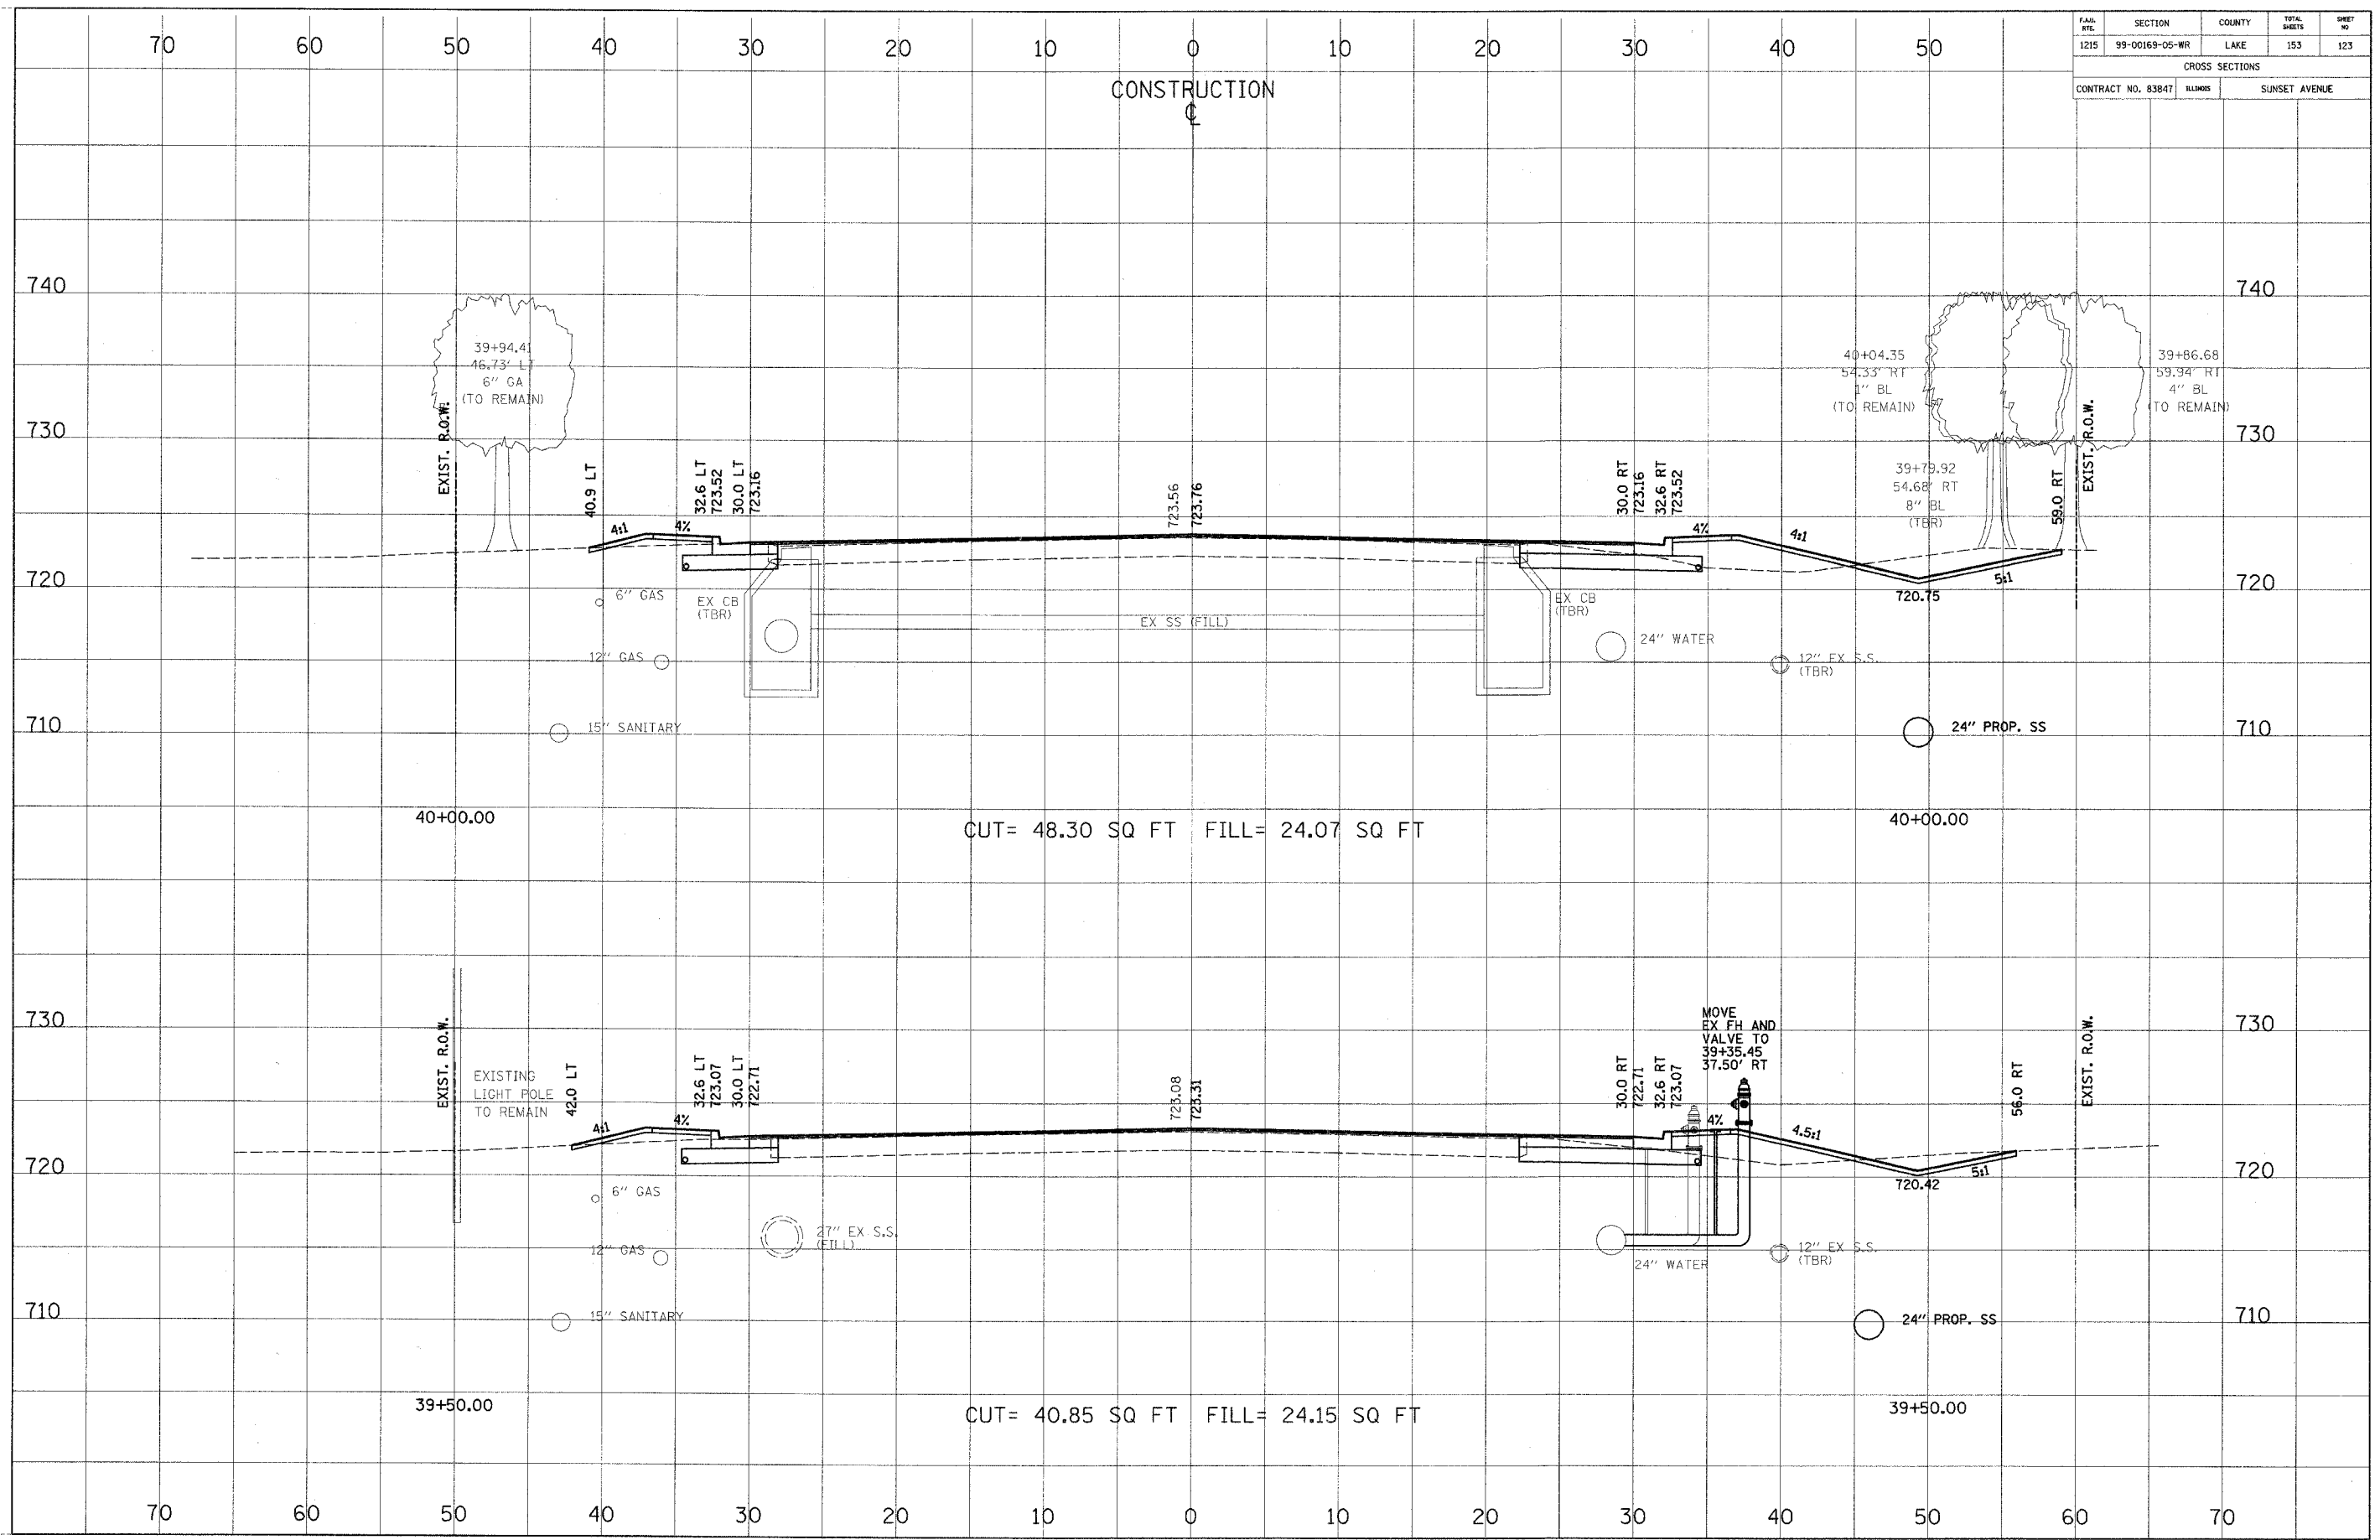 F.A.U. RTE. SECTION COUNTY TOTAL SHEETS SHEET NO
1215 99-00169-05-WR LAKE 153 123
CROSS SECTIONS
CONTRACT NO. 83847 ILLINOIS SUNSET AVENUE
70 60 50 40 30 20 10 0 10 20 30 40 50
CONSTRUCTION
℄
740 740
39+94.41
46.73' LT
6" GA
(TO REMAIN)
40+04.35
54.33' RT
1" BL
(TO REMAIN)
39+86.68
59.94' RT
4" BL
(TO REMAIN)
730 730
EXIST. R.O.W.
40.9 LT
32.6 LT
723.52
30.0 LT
723.16
723.56
723.76
30.0 RT
723.16
32.6 RT
723.52
39+79.92
54.68' RT
8" BL
(TBR)
59.0 RT
EXIST. R.O.W.
4:1
4%
4%
4:1
5:1
720.75
720 720
6" GAS
EX CB
(TBR)
EX SS (FILL)
EX CB
(TBR)
24" WATER
12" GAS
12" EX S.S.
(TBR)
15" SANITARY
24" PROP. SS
710 710
40+00.00
CUT= 48.30 SQ FT FILL= 24.07 SQ FT
40+00.00
730 730
EXIST. R.O.W.
EXISTING
LIGHT POLE
TO REMAIN
42.0 LT
32.6 LT
723.07
30.0 LT
722.71
723.08
723.31
30.0 RT
722.71
32.6 RT
723.07
MOVE
EX FH AND
VALVE TO
39+35.45
37.50' RT
56.0 RT
EXIST. R.O.W.
4:1
4%
4%
4.5:1
5:1
720.42
720 720
6" GAS
27" EX S.S.
(FILL)
12" GAS
24" WATER
12" EX S.S.
(TBR)
15" SANITARY
24" PROP. SS
710 710
39+50.00
CUT= 40.85 SQ FT FILL= 24.15 SQ FT
39+50.00
70 60 50 40 30 20 10 0 10 20 30 40 50 60 70